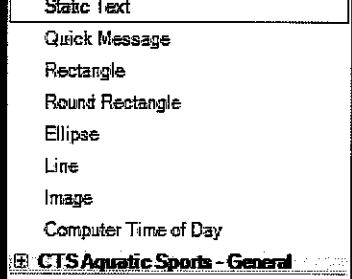 Static Text
Quick Message
Rectangle
Round Rectangle
Ellipse
Line
Image
Computer Time of Day
CTS Aquatic Sports - General